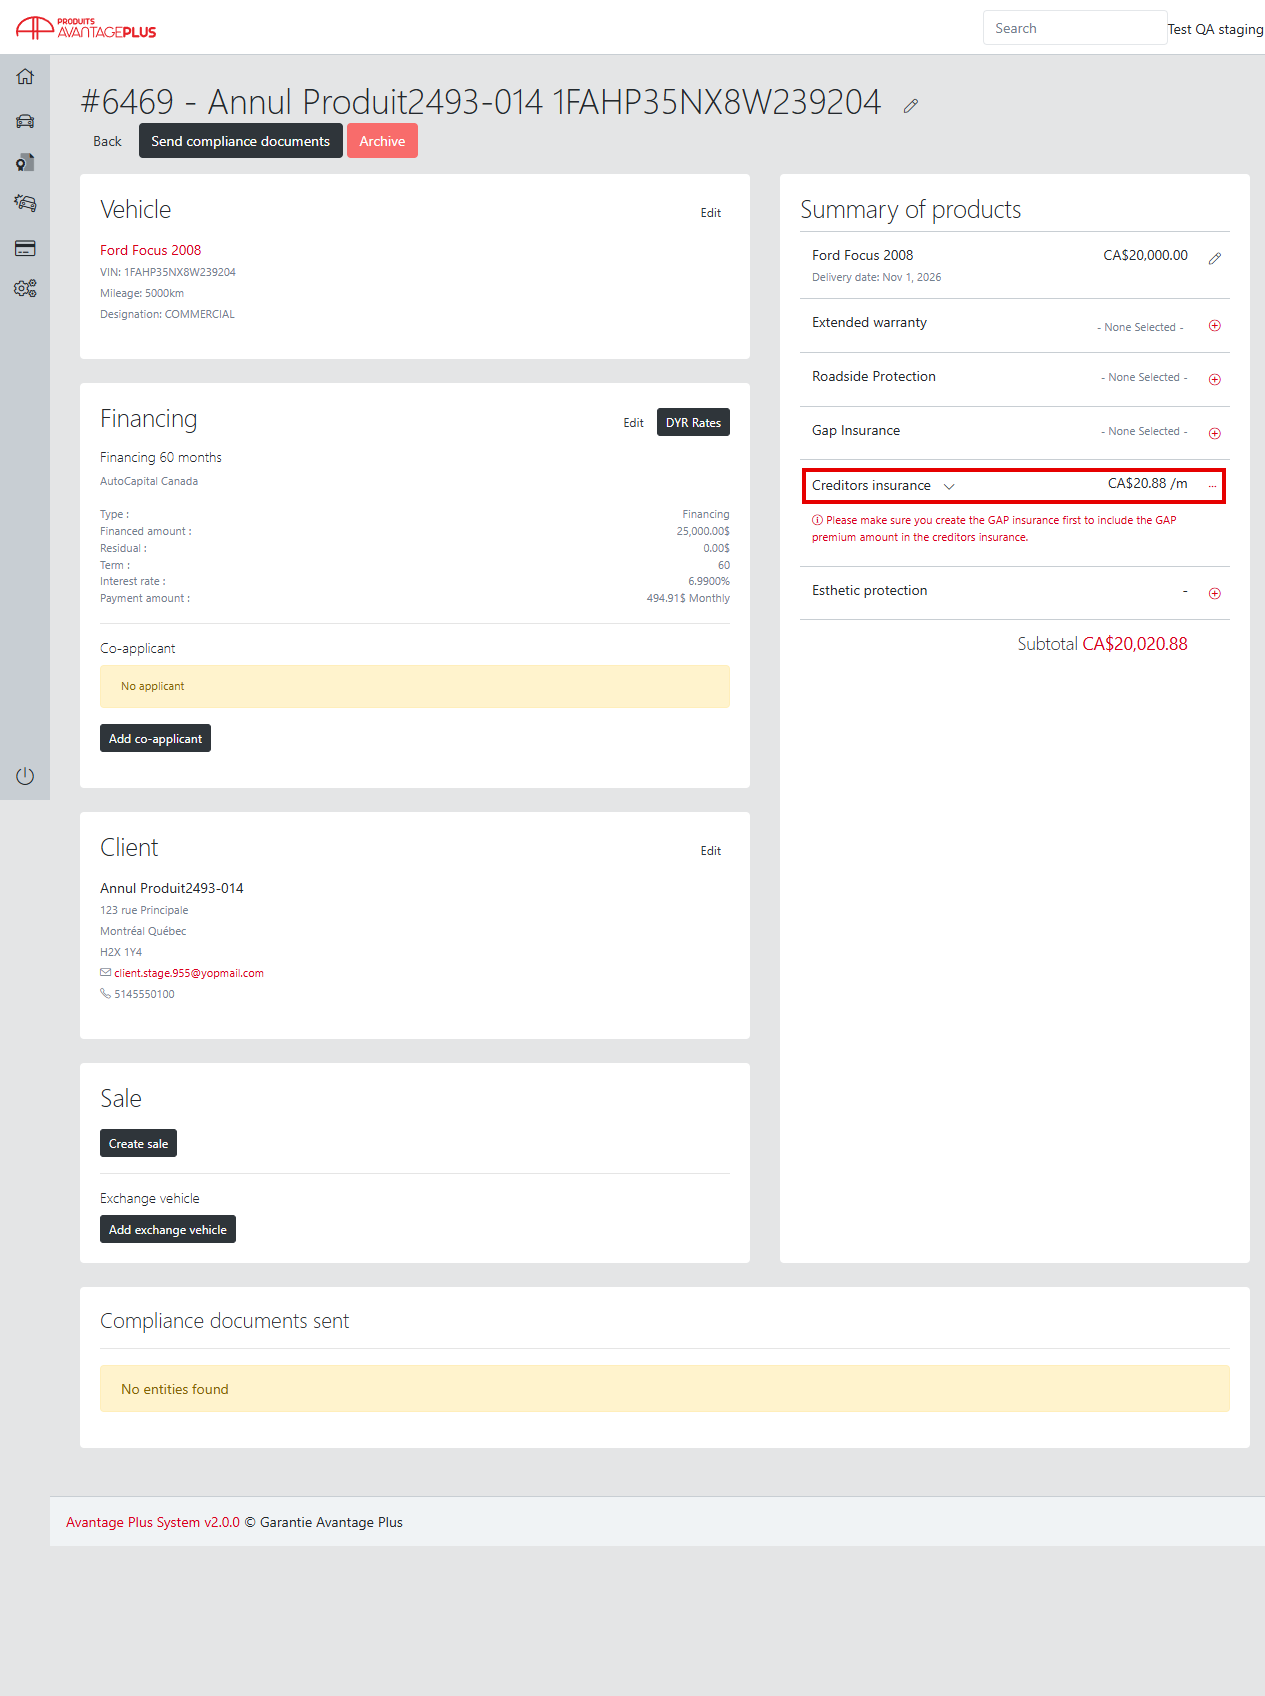 PRODUITS
AVANTAGEPLUS
Search
Test QA staging
#6469 - Annul Produit2493-014 1FAHP35NX8W239204
Back
Send compliance documents
Archive
Vehicle
Edit
Ford Focus 2008
VIN: 1FAHP35NX8W239204
Mileage: 5000km
Designation: COMMERCIAL
Financing
Edit
DYR Rates
Financing 60 months
AutoCapital Canada
Type : Financing
Financed amount : 25,000.00$
Residual : 0.00$
Term : 60
Interest rate : 6.9900%
Payment amount : 494.91$ Monthly
Co-applicant
No applicant
Add co-applicant
Client
Edit
Annul Produit2493-014
123 rue Principale
Montréal Québec
H2X 1Y4
client.stage.955@yopmail.com
5145550100
Sale
Create sale
Exchange vehicle
Add exchange vehicle
Summary of products
Ford Focus 2008 CA$20,000.00
Delivery date: Nov 1, 2026
Extended warranty - None Selected -
Roadside Protection - None Selected -
Gap Insurance - None Selected -
Creditors insurance CA$20.88 /m ...
Please make sure you create the GAP insurance first to include the GAP
premium amount in the creditors insurance.
Esthetic protection -
Subtotal CA$20,020.88
Compliance documents sent
No entities found
Avantage Plus System v2.0.0 © Garantie Avantage Plus